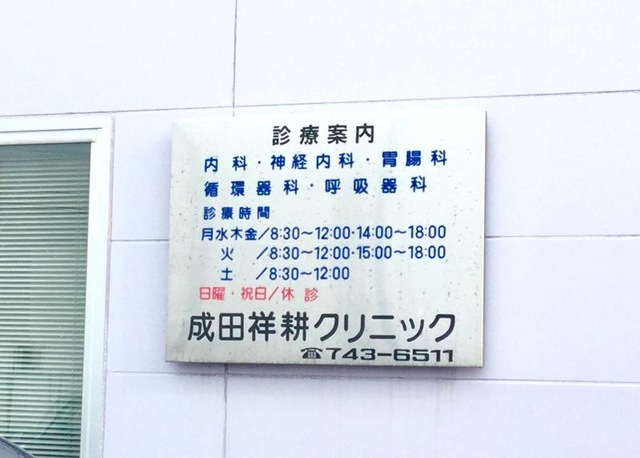 診療案内
内科・神経内科・胃腸科
循環器科・呼吸器科
診療時間
月水木金/8:30〜12:00・14:00〜18:00
火 /8:30〜12:00・15:00〜18:00
土 /8:30〜12:00
日曜・祝日/休診
成田祥耕クリニック
☎743-6511